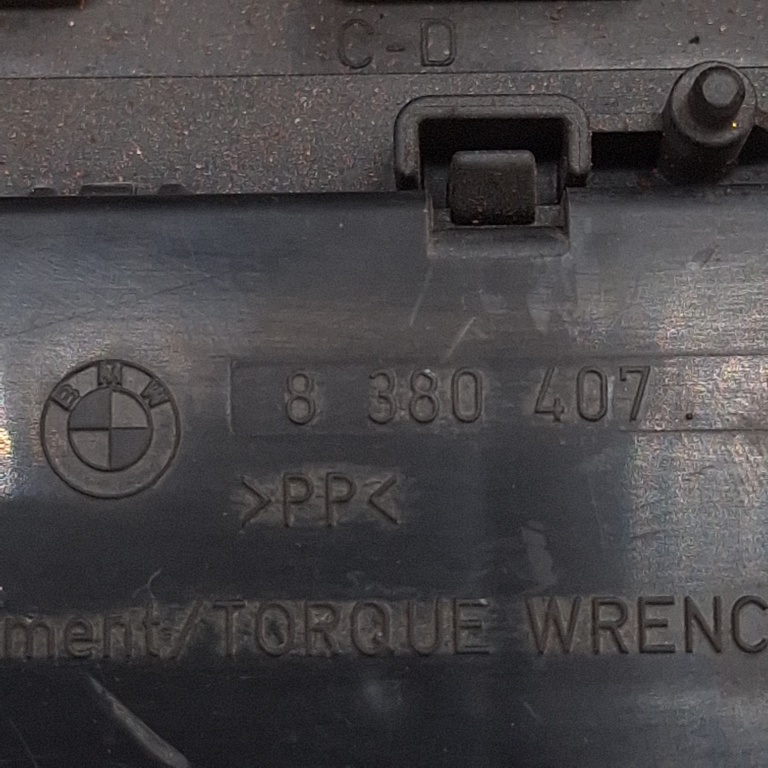 C-D
BMW
8 380 407
>PP<
ment/TORQUE WRENC